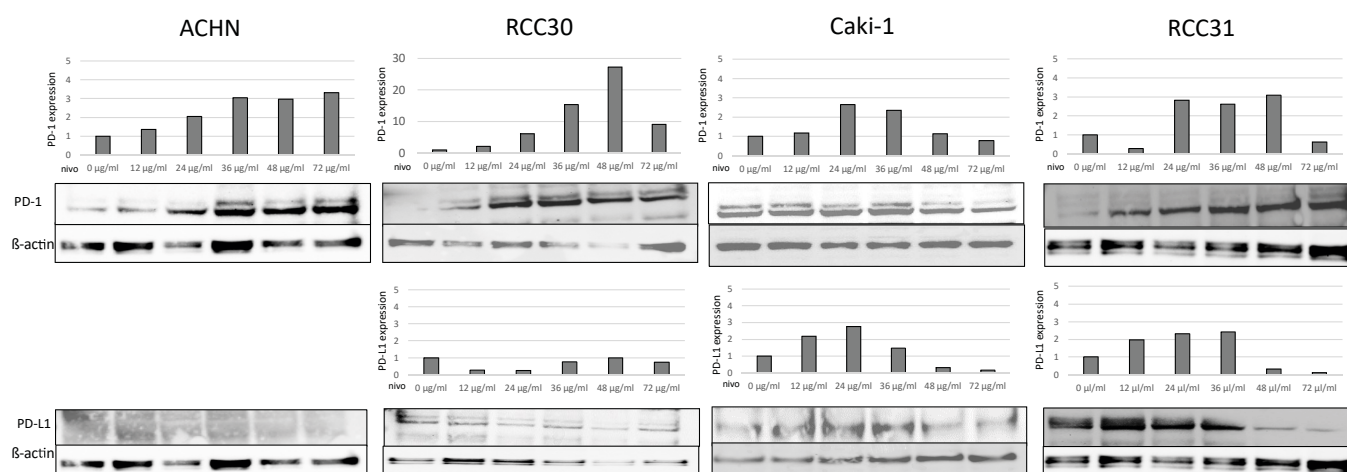 ACHN RCC30 Caki-1 RCC31
PD-1 expression
5
4
3
2
1
0
nivo 0 µg/ml 12 µg/ml 24 µg/ml 36 µg/ml 48 µg/ml 72 µg/ml
PD-1 expression
30
20
10
0
nivo 0 µg/ml 12 µg/ml 24 µg/ml 36 µg/ml 48 µg/ml 72 µg/ml
PD-1 expression
5
4
3
2
1
0
nivo 0 µg/ml 12 µg/ml 24 µg/ml 36 µg/ml 48 µg/ml 72 µg/ml
PD-1 expression
5
4
3
2
1
0
nivo 0 µg/ml 12 µg/ml 24 µg/ml 36 µg/ml 48 µg/ml 72 µg/ml
PD-1
ß-actin
PD-L1 expression
5
4
3
2
1
0
nivo 0 µg/ml 12 µg/ml 24 µg/ml 36 µg/ml 48 µg/ml 72 µg/ml
PD-L1 expression
5
4
3
2
1
0
nivo 0 µg/ml 12 µg/ml 24 µg/ml 36 µg/ml 48 µg/ml 72 µg/ml
PD-L1 expression
5
4
3
2
1
0
nivo 0 µl/ml 12 µl/ml 24 µl/ml 36 µl/ml 48 µl/ml 72 µl/ml
PD-L1
ß-actin